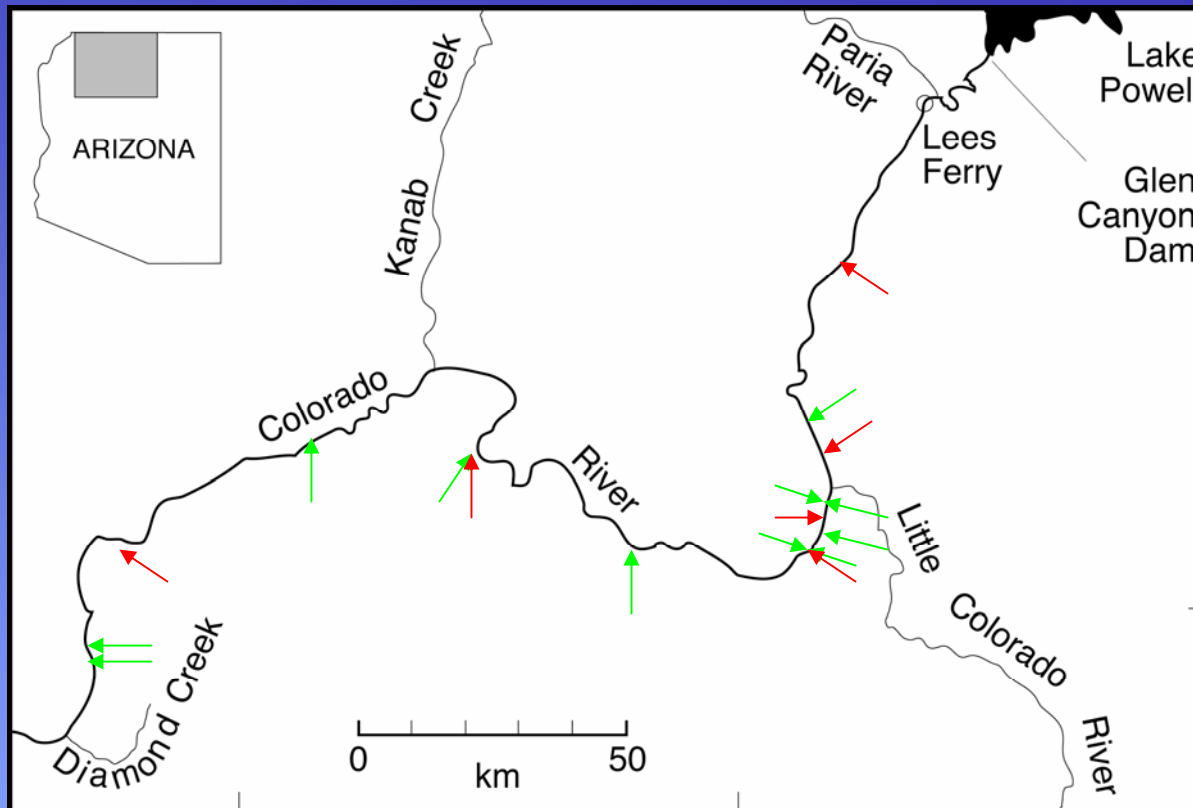 ARIZONA
Kanab Creek
Paria
River
Lake
Powel
Lees
Ferry
Glen
Canyon
Dam
Colorado
River
Little
Colorado
River
Diamond Creek
0
50
km